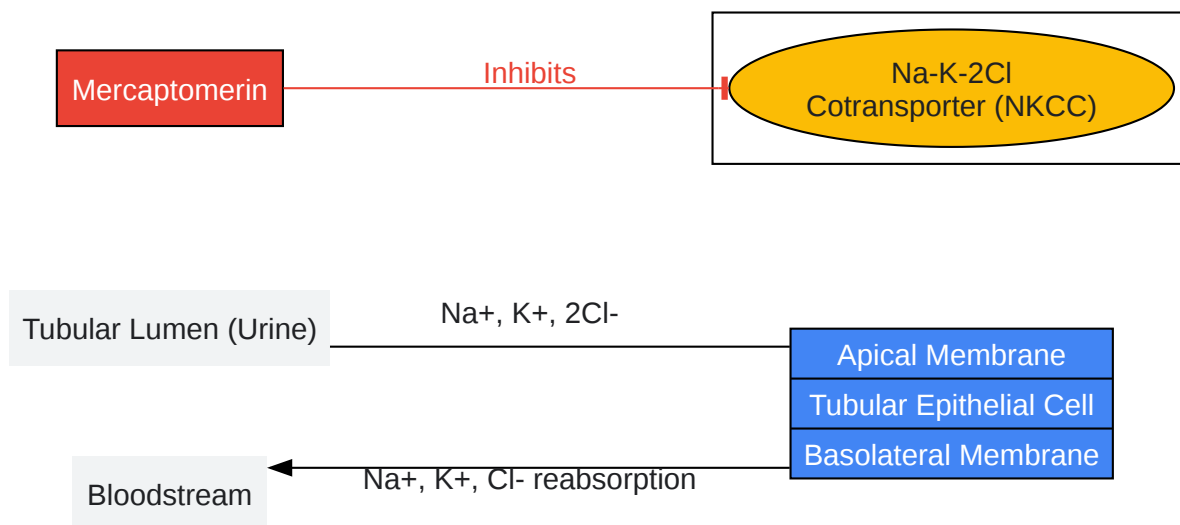 Mercaptomerin
Inhibits
Na-K-2Cl
Cotransporter (NKCC)
Tubular Lumen (Urine)
Na+, K+, 2Cl-
Apical Membrane
Tubular Epithelial Cell
Basolateral Membrane
Na+, K+, Cl- reabsorption
Bloodstream